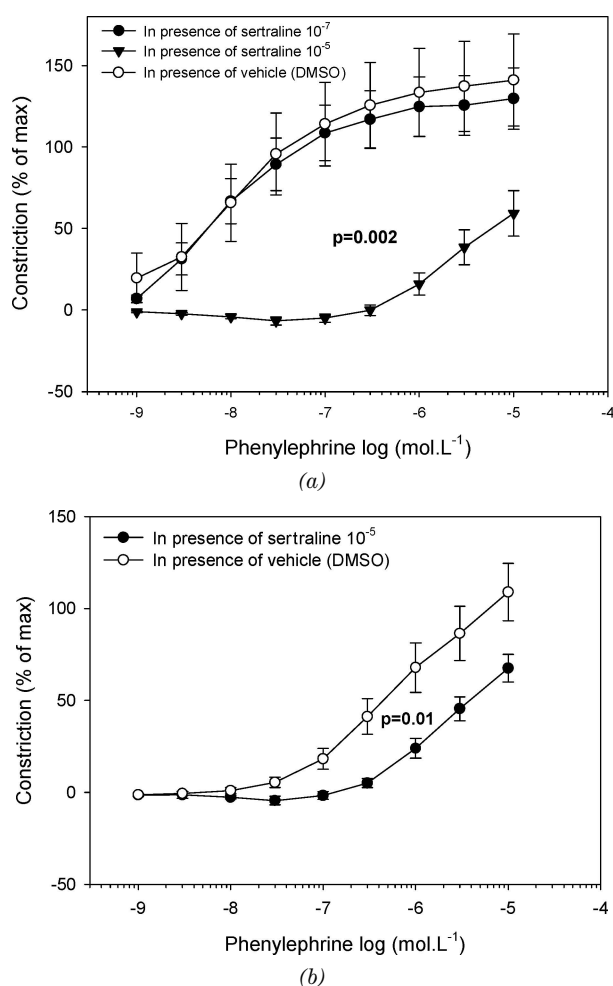 In presence of sertraline 10⁻⁷
In presence of sertraline 10⁻⁵
In presence of vehicle (DMSO)
150
100
50
0
-50
Constriction (% of max)
p=0.002
-9 -8 -7 -6 -5 -4
Phenylephrine log (mol.L⁻¹)
(a)
150
In presence of sertraline 10⁻⁵
In presence of vehicle (DMSO)
100
50
0
-50
Constriction (% of max)
p=0.01
-9 -8 -7 -6 -5 -4
Phenylephrine log (mol.L⁻¹)
(b)